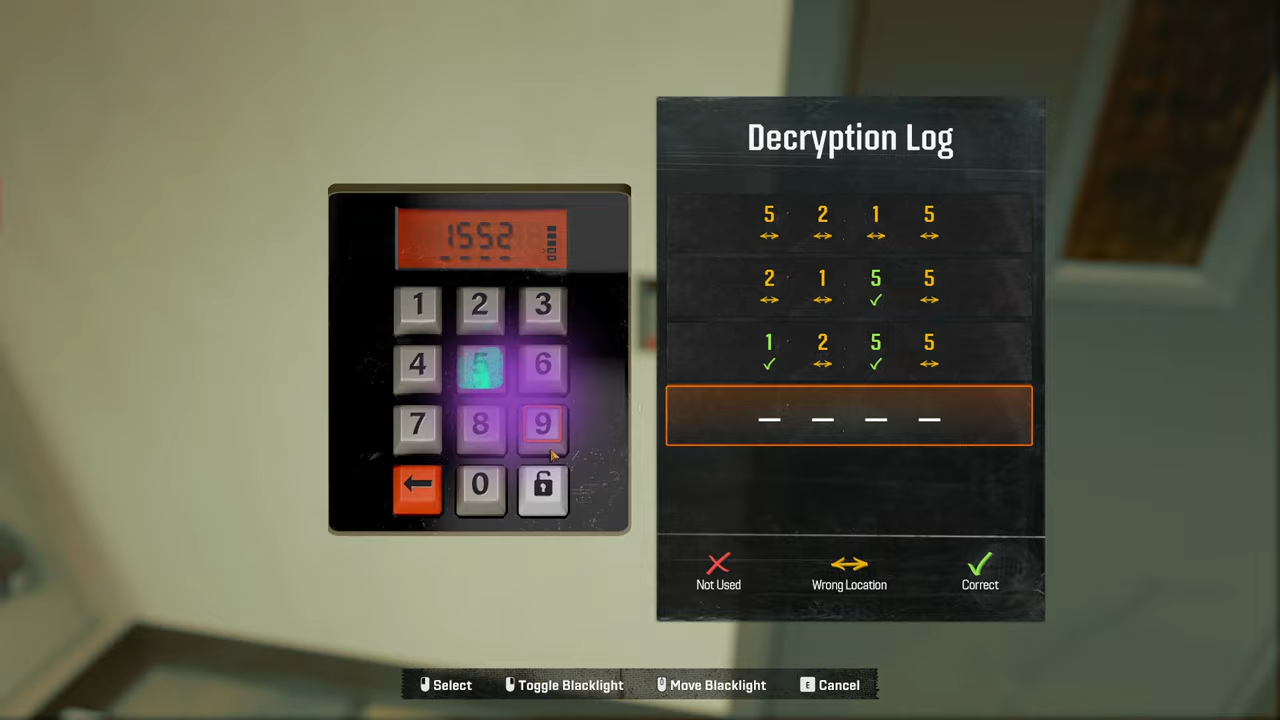 1552
1 2 3
4 5 6
7 8 9
0
Decryption Log
5 2 1 5
2 1 5 5
1 2 5 5
Not Used Wrong Location Correct
Select Toggle Blacklight Move Blacklight E Cancel